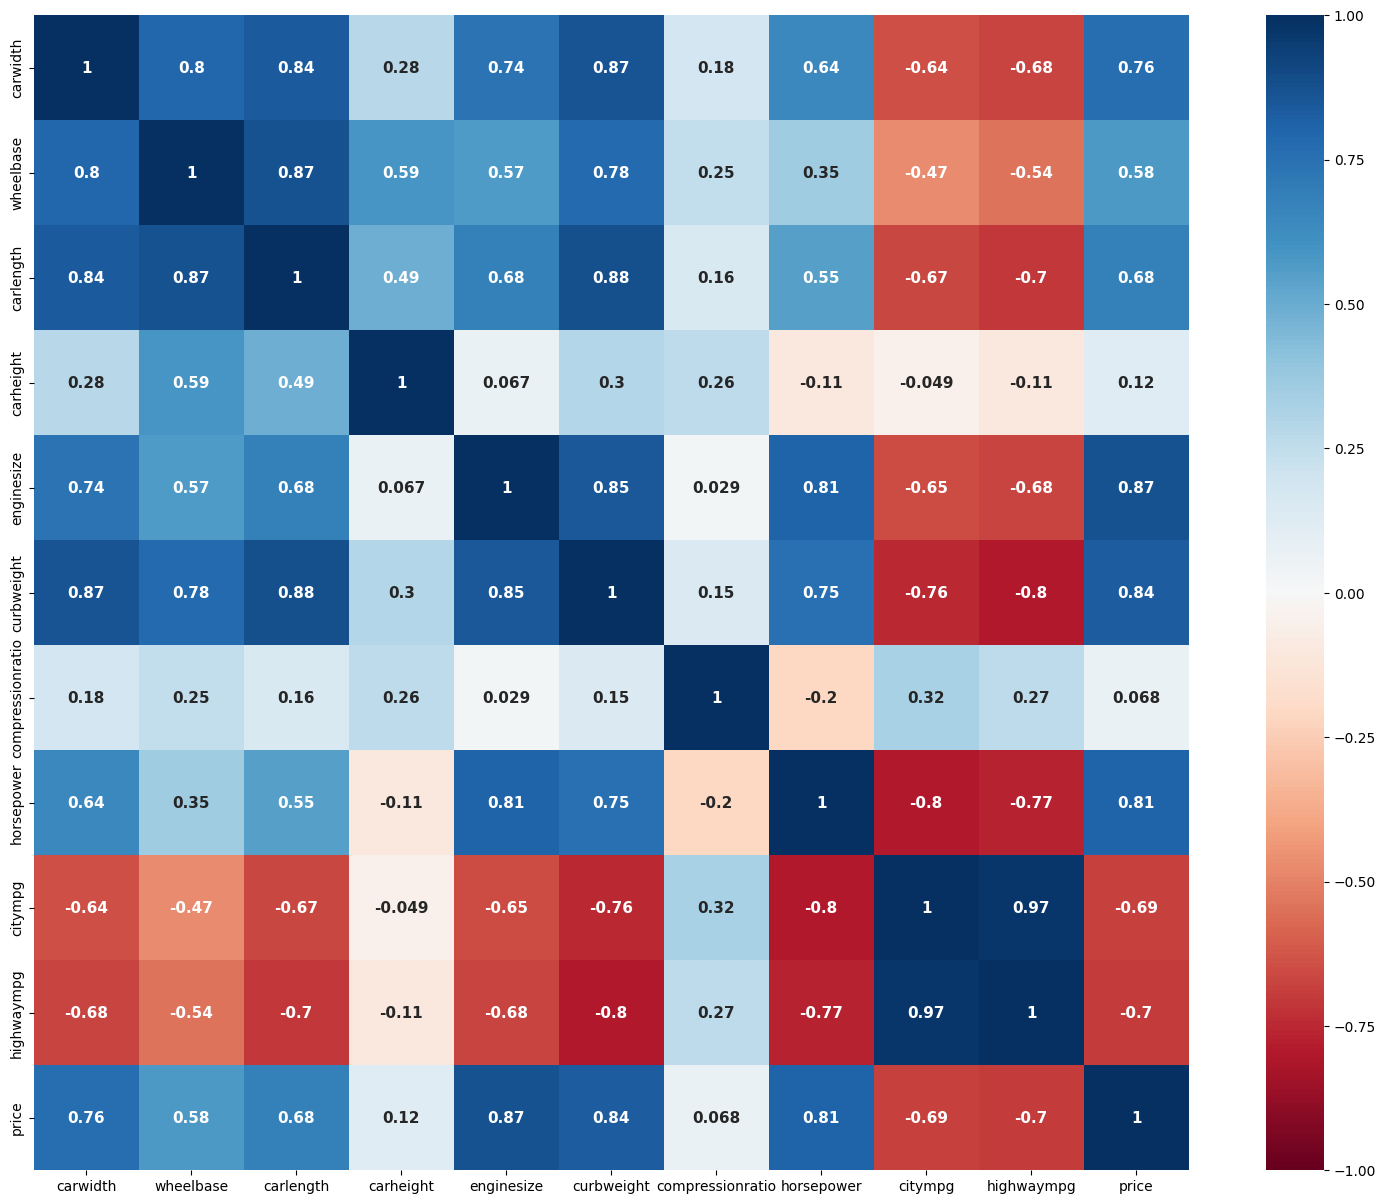 carwidth 1 0.8 0.84 0.28 0.74 0.87 0.18 0.64 -0.64 -0.68 0.76
wheelbase 0.8 1 0.87 0.59 0.57 0.78 0.25 0.35 -0.47 -0.54 0.58
carlength 0.84 0.87 1 0.49 0.68 0.88 0.16 0.55 -0.67 -0.7 0.68
carheight 0.28 0.59 0.49 1 0.067 0.3 0.26 -0.11 -0.049 -0.11 0.12
enginesize 0.74 0.57 0.68 0.067 1 0.85 0.029 0.81 -0.65 -0.68 0.87
curbweight 0.87 0.78 0.88 0.3 0.85 1 0.15 0.75 -0.76 -0.8 0.84
compressionratio 0.18 0.25 0.16 0.26 0.029 0.15 1 -0.2 0.32 0.27 0.068
horsepower 0.64 0.35 0.55 -0.11 0.81 0.75 -0.2 1 -0.8 -0.77 0.81
citympg -0.64 -0.47 -0.67 -0.049 -0.65 -0.76 0.32 -0.8 1 0.97 -0.69
highwaympg -0.68 -0.54 -0.7 -0.11 -0.68 -0.8 0.27 -0.77 0.97 1 -0.7
price 0.76 0.58 0.68 0.12 0.87 0.84 0.068 0.81 -0.69 -0.7 1
carwidth wheelbase carlength carheight enginesize curbweight compressionratio horsepower citympg highwaympg price
1.00
0.75
0.50
0.25
0.00
−0.25
−0.50
−0.75
−1.00